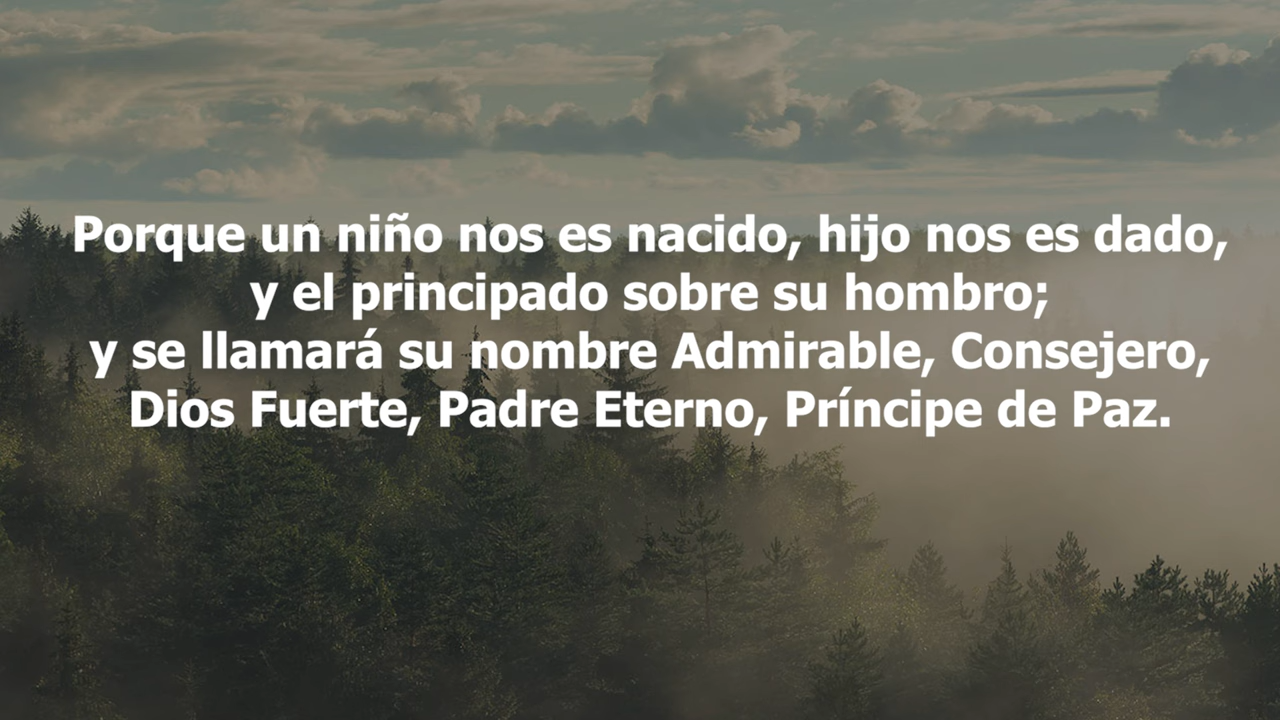 Porque un niño nos es nacido, hijo nos es dado,
y el principado sobre su hombro;
y se llamará su nombre Admirable, Consejero,
Dios Fuerte, Padre Eterno, Príncipe de Paz.